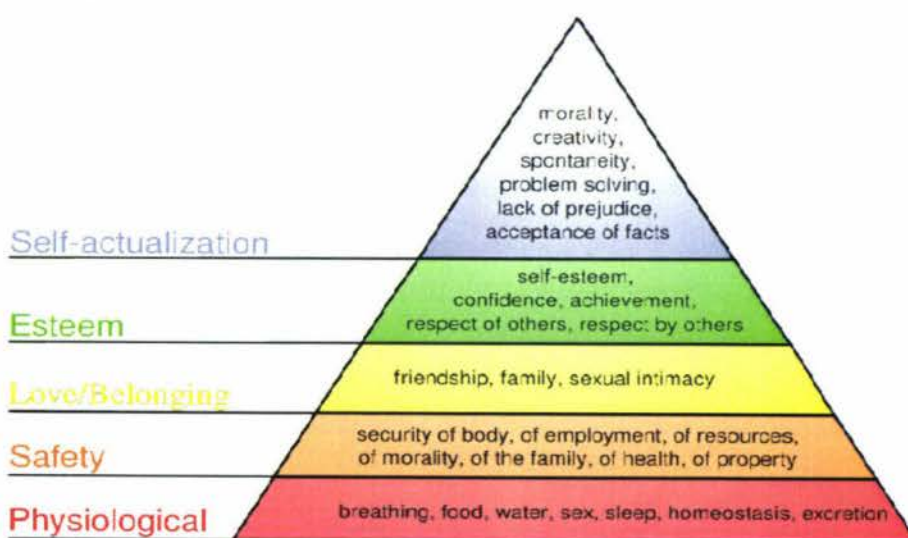 morality,
creativity,
spontaneity,
problem solving,
lack of prejudice,
acceptance of facts
Self-actualization
self-esteem,
confidence, achievement,
respect of others, respect by others
Esteem
friendship, family, sexual intimacy
Love/Belonging
security of body, of employment, of resources,
of morality, of the family, of health, of property
Safety
breathing, food, water, sex, sleep, homeostasis, excretion
Physiological